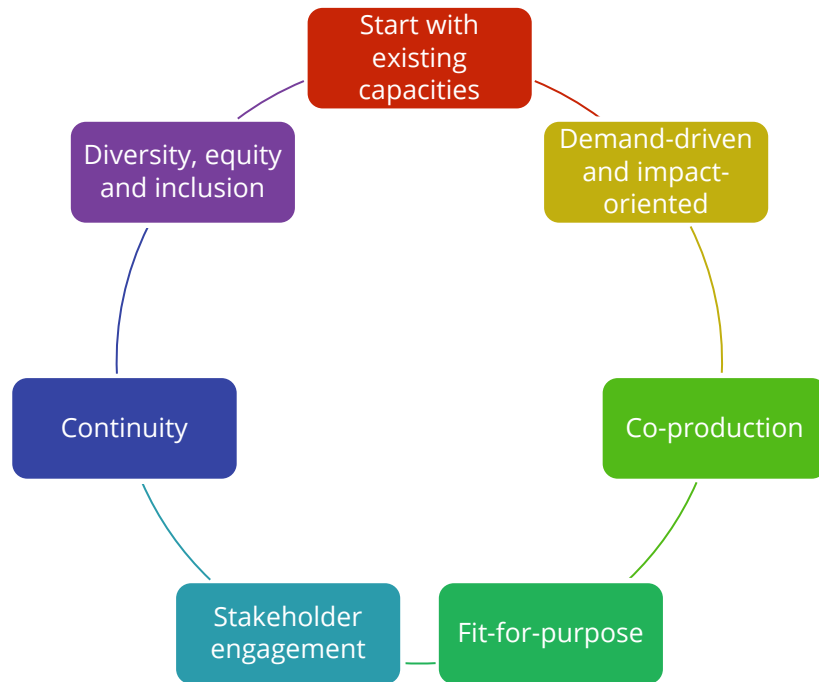 Start with
existing
capacities
Demand-driven
and impact-
oriented
Co-production
Fit-for-purpose
Stakeholder
engagement
Continuity
Diversity, equity
and inclusion